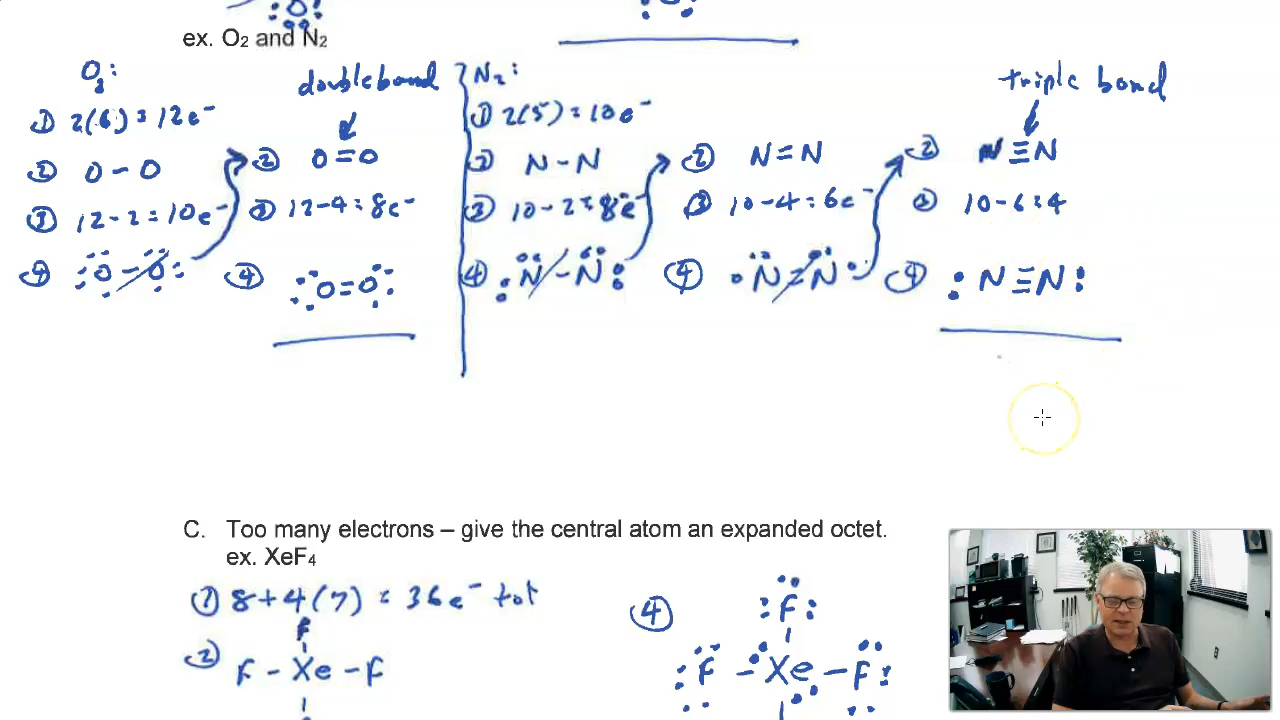 ex. O₂ and N₂
O₂:
① 2(6) = 12e⁻
② O – O
③ 12 – 2 = 10e⁻
④ :O – O:
double bond
② O = O
③ 12 – 4 = 8e⁻
④ :O = O:
N₂:
① 2(5) = 10e⁻
② N – N
③ 10 – 2 = 8e⁻
④ :N – N:
② N = N
③ 10 – 4 = 6e⁻
④ N = N
triple bond
② N ≡ N
③ 10 – 6 = 4
④ :N ≡ N:
C. Too many electrons – give the central atom an expanded octet.
ex. XeF₄
① 8 + 4(7) = 36e⁻ tot
② F
F – Xe – F
④ :F:
:F – Xe – F: